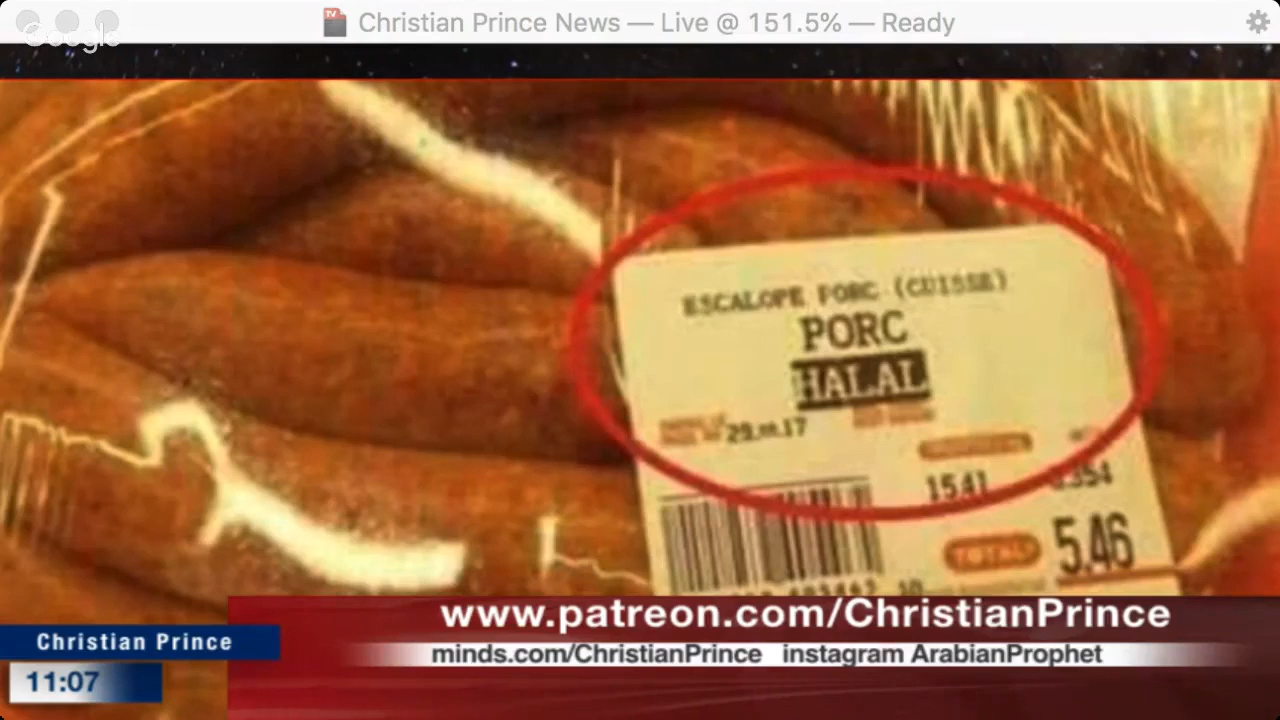 Christian Prince News — Live @ 151.5% — Ready
Google
ESCALOPE PORC (CUISSE)
PORC
HALAL
29.m.17
1541
TOTAL
5.46
www.patreon.com/ChristianPrince
Christian Prince
minds.com/ChristianPrince instagram ArabianProphet
11:07